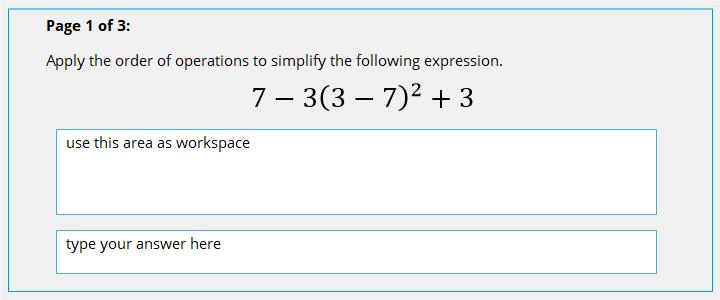 Page 1 of 3:
Apply the order of operations to simplify the following expression.
7 − 3(3 − 7)² + 3
use this area as workspace
type your answer here